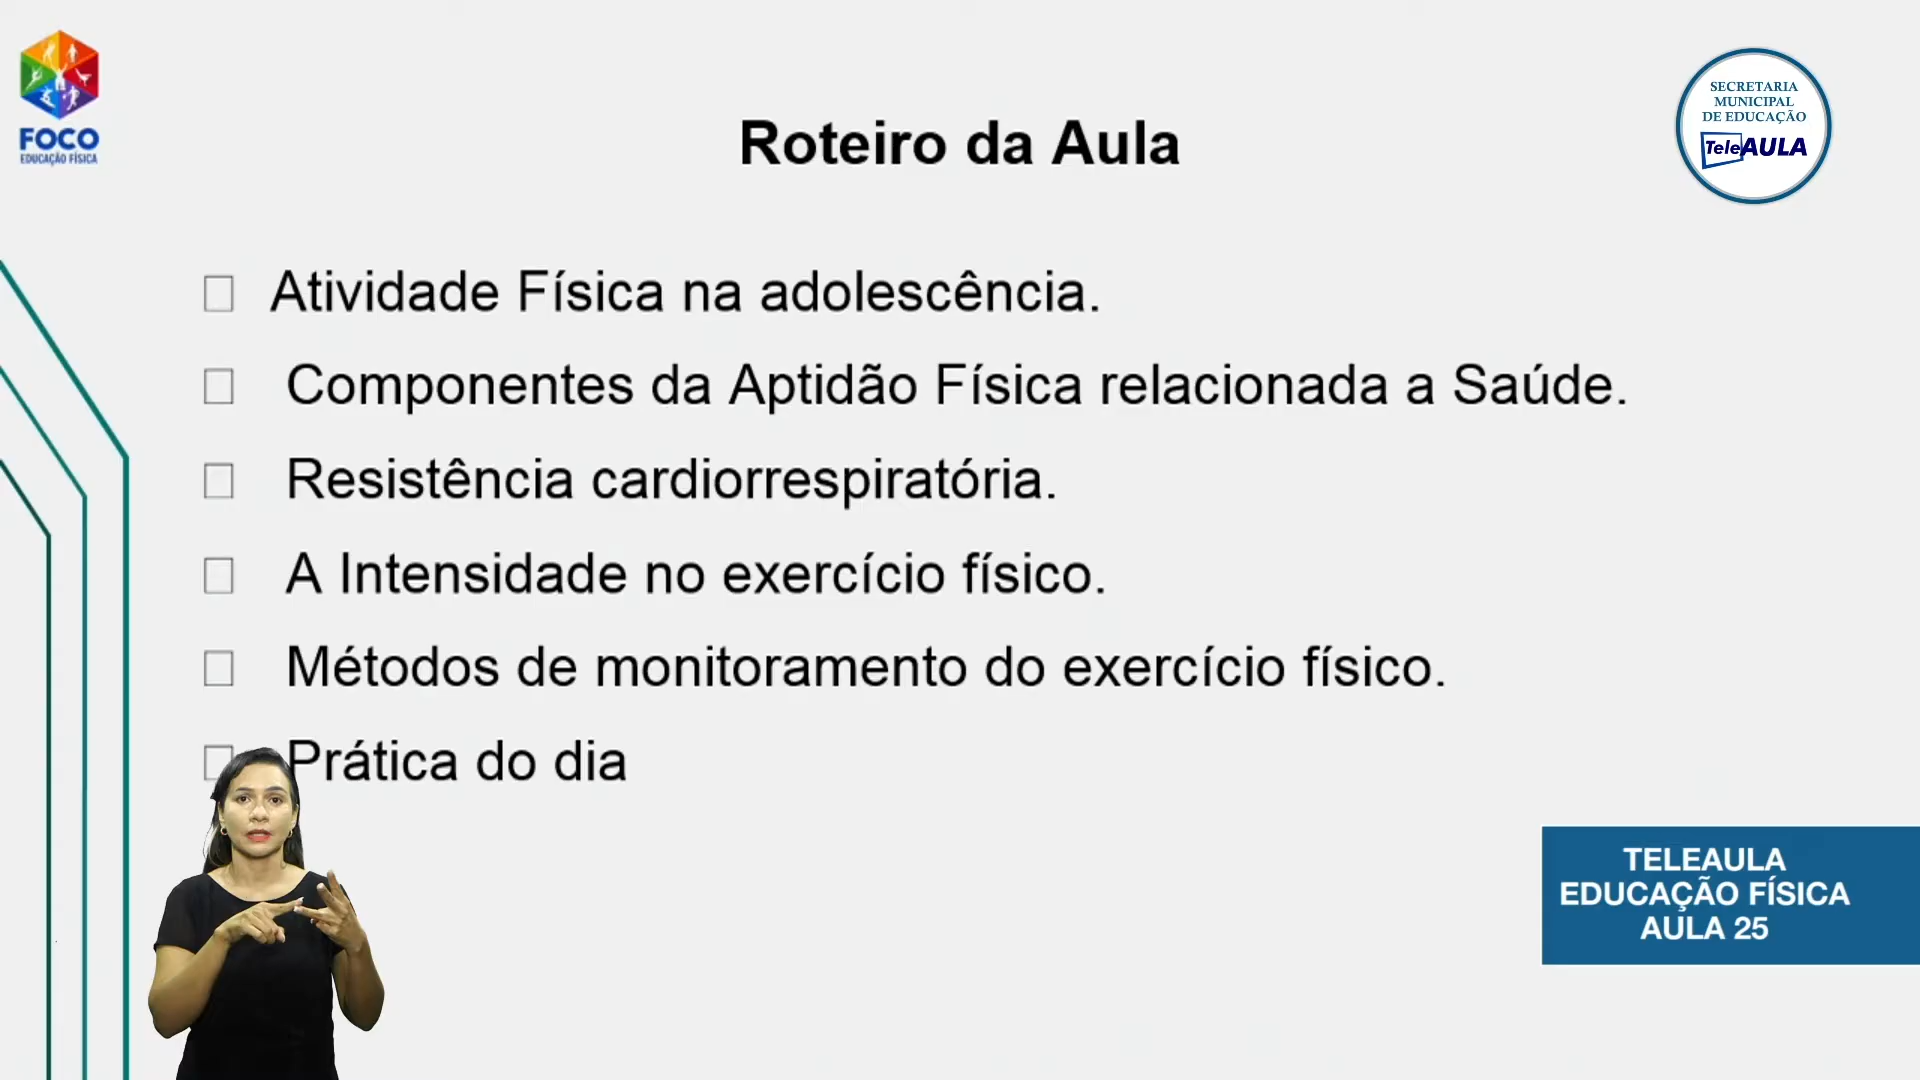 FOCO
EDUCAÇÃO FÍSICA
SECRETARIA
MUNICIPAL
DE EDUCAÇÃO
TeleAULA
Roteiro da Aula
Atividade Física na adolescência.
Componentes da Aptidão Física relacionada a Saúde.
Resistência cardiorrespiratória.
A Intensidade no exercício físico.
Métodos de monitoramento do exercício físico.
Prática do dia
TELEAULA
EDUCAÇÃO FÍSICA
AULA 25